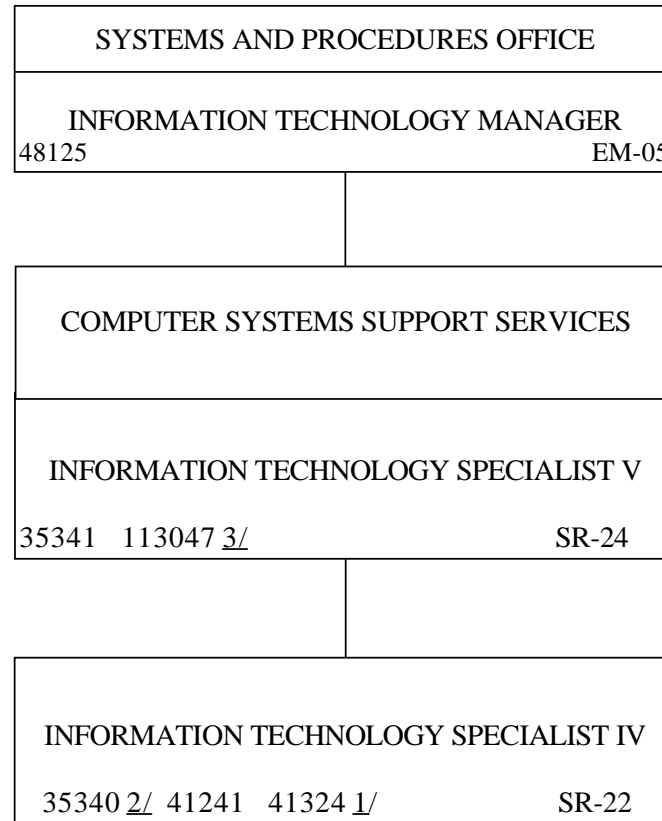 SYSTEMS AND PROCEDURES OFFICE
INFORMATION TECHNOLOGY MANAGER
48125 EM-05
COMPUTER SYSTEMS SUPPORT SERVICES
INFORMATION TECHNOLOGY SPECIALIST V
35341 113047 3/ SR-24
INFORMATION TECHNOLOGY SPECIALIST IV
35340 2/ 41241 41324 1/ SR-22